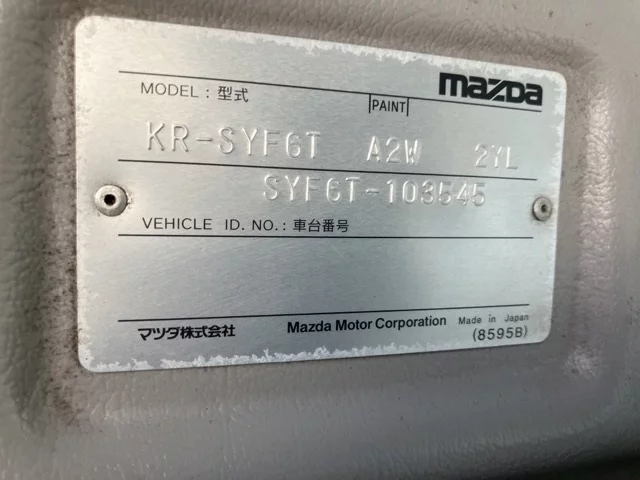 mazda
MODEL : 型式 PAINT
KR-SYF6T A2W 2YL
SYF6T-103545
VEHICLE ID. NO. : 車台番号
マツダ株式会社 Mazda Motor Corporation Made in Japan
(8595B)